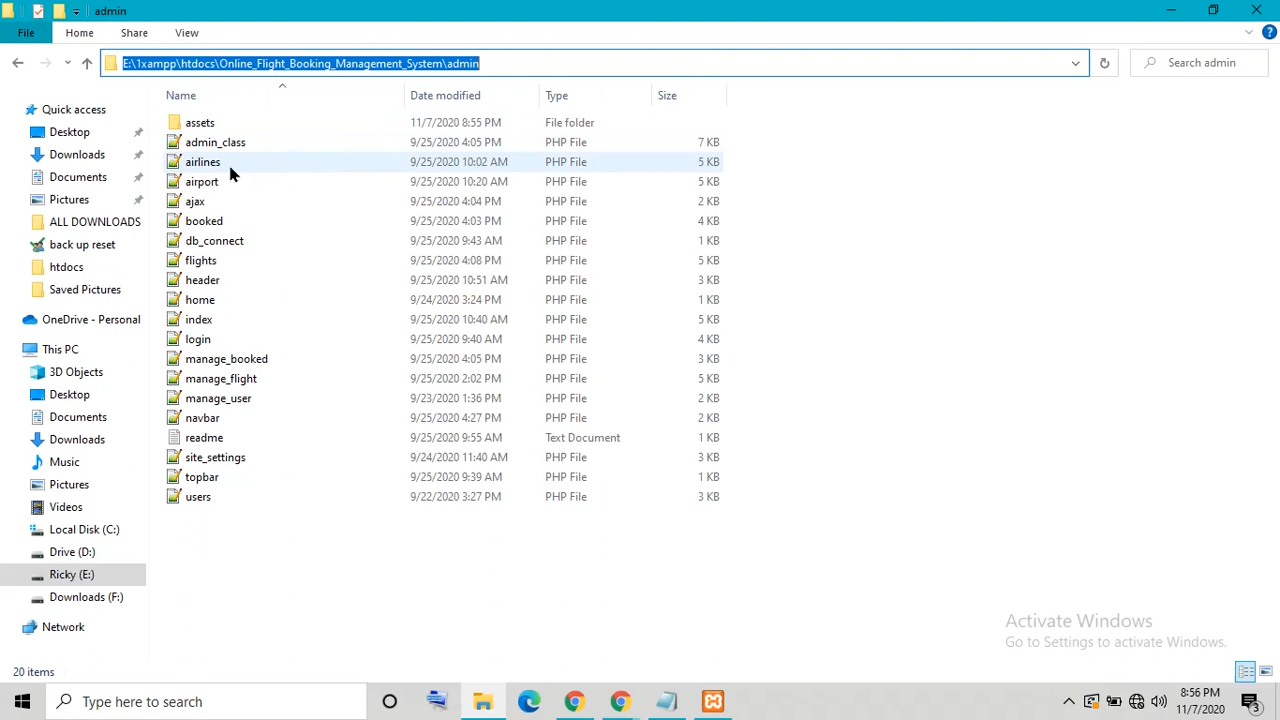 admin
File Home Share View
E:\1xampp\htdocs\Online_Flight_Booking_Management_System\admin
Search admin
Name Date modified Type Size
Quick access
Desktop
Downloads
Documents
Pictures
ALL DOWNLOADS
back up reset
htdocs
Saved Pictures
OneDrive - Personal
This PC
3D Objects
Desktop
Documents
Downloads
Music
Pictures
Videos
Local Disk (C:)
Drive (D:)
Ricky (E:)
Downloads (F:)
Network
assets 11/7/2020 8:55 PM File folder
admin_class 9/25/2020 4:05 PM PHP File 7 KB
airlines 9/25/2020 10:02 AM PHP File 5 KB
airport 9/25/2020 10:20 AM PHP File 5 KB
ajax 9/25/2020 4:04 PM PHP File 2 KB
booked 9/25/2020 4:03 PM PHP File 4 KB
db_connect 9/25/2020 9:43 AM PHP File 1 KB
flights 9/25/2020 4:08 PM PHP File 5 KB
header 9/25/2020 10:51 AM PHP File 3 KB
home 9/24/2020 3:24 PM PHP File 1 KB
index 9/25/2020 10:40 AM PHP File 5 KB
login 9/25/2020 9:40 AM PHP File 4 KB
manage_booked 9/25/2020 4:05 PM PHP File 3 KB
manage_flight 9/25/2020 2:02 PM PHP File 5 KB
manage_user 9/23/2020 1:36 PM PHP File 2 KB
navbar 9/25/2020 4:27 PM PHP File 2 KB
readme 9/25/2020 9:55 AM Text Document 1 KB
site_settings 9/24/2020 11:40 AM PHP File 3 KB
topbar 9/25/2020 9:39 AM PHP File 1 KB
users 9/22/2020 3:27 PM PHP File 3 KB
Activate Windows
Go to Settings to activate Windows.
20 items
Type here to search
8:56 PM
11/7/2020
3